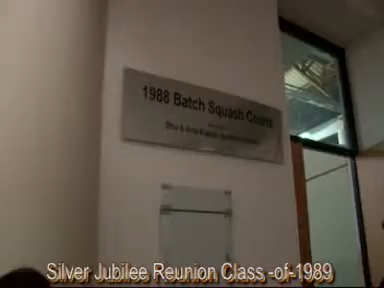 1988 Batch Squash Courts
Silver Jubilee Reunion Class -of-1989